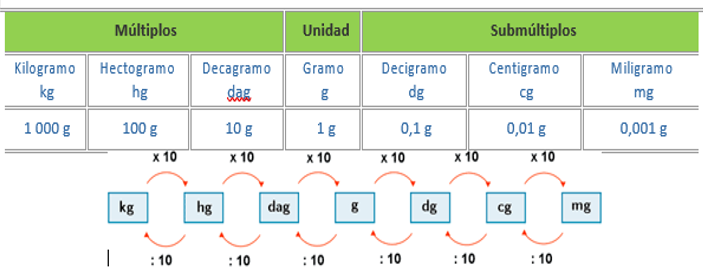 Múltiplos Unidad Submúltiplos
Kilogramo Hectogramo Decagramo Gramo Decigramo Centigramo Miligramo
kg hg dag g dg cg mg
1 000 g 100 g 10 g 1 g 0,1 g 0,01 g 0,001 g
x 10 x 10 x 10 x 10 x 10 x 10
kg hg dag g dg cg mg
: 10 : 10 : 10 : 10 : 10 : 10